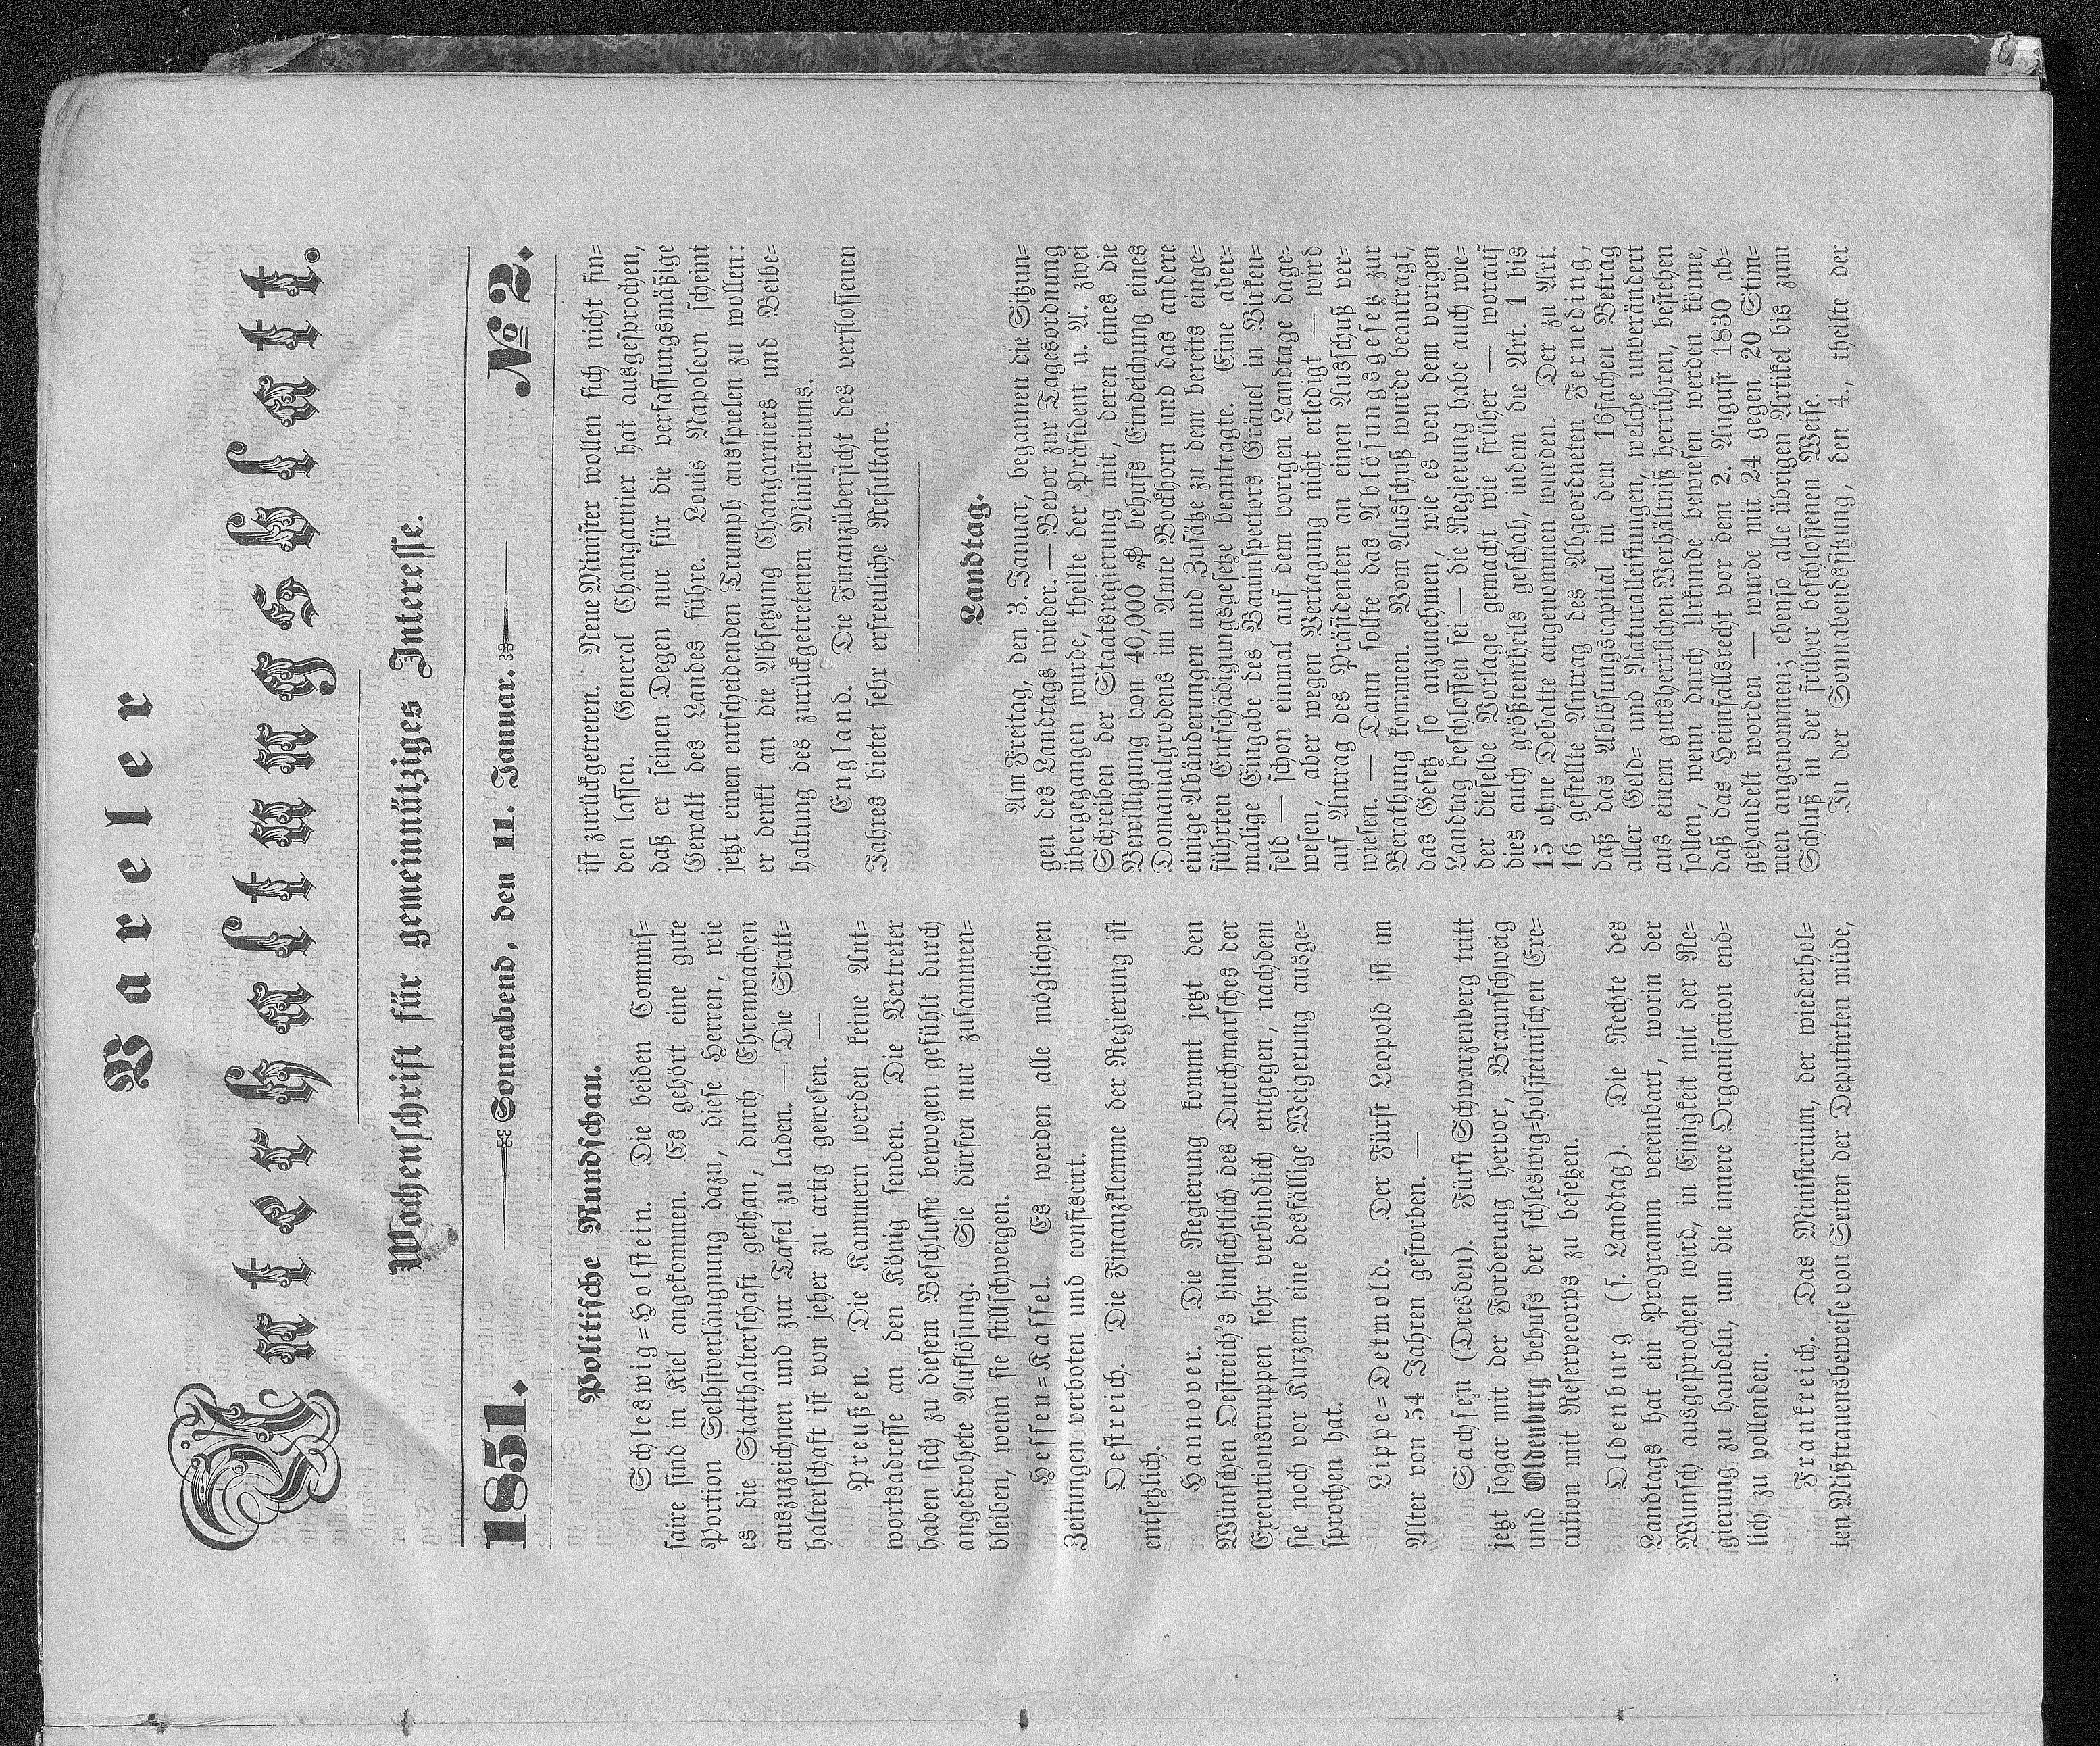 Vareler
Unterhaltungsblatt.
Wochenschrift für gemeinnütziges Interesse.
1851. Sonnabend, den 11. Januar. № 2.
Politische Rundschau.
Schleswig=Holstein. Die beiden Commis=
saire sind in Kiel angekommen. Es gehört eine gute
Portion Selbstverläugnung dazu, diese Herren, wie
es die Statthalterschaft gethan, durch Ehrenwachen
auszuzeichnen und zur Tafel zu laden. — Die Statt=
halterschaft ist von jeher zu artig gewesen. —
Preußen. Die Kammern werden keine Ant=
wortsadresse an den König senden. Die Vertreter
haben sich zu diesem Beschlusse bewogen gefühlt durch
angedrohete Auflösung. Sie dürfen nur zusammen=
bleiben, wenn sie stillschweigen.
Hessen=Kassel. Es werden alle möglichen
Zeitungen verboten und confiscirt.
Oestreich. Die Finanzklemme der Regierung ist
entsetzlich.
Hannover. Die Regierung kommt jetzt den
Wünschen Oestreich's hinsichtlich des Durchmarsches der
Executionstruppen sehr verbindlich entgegen, nachdem
sie noch vor Kurzem eine desfällige Weigerung ausge=
sprochen hat.
Lippe=Detmold. Der Fürst Leopold ist im
Alter von 54 Jahren gestorben. —
Sachsen (Dresden). Fürst Schwarzenberg tritt
jetzt sogar mit der Forderung hervor, Braunschweig
und Oldenburg behufs der schleswig=holsteinischen Exe=
cution mit Reservecorps zu besetzen.
Oldenburg (s. Landtag). Die Rechte des
Landtags hat ein Programm vereinbart, worin der
Wunsch ausgesprochen wird, in Einigkeit mit der Re=
gierung zu handeln, um die innere Organisation end=
lich zu vollenden.
Frankreich. Das Ministerium, der wiederhol=
ten Mißtrauensbeweise von Seiten der Deputirten müde,
ist zurückgetreten. Neue Minister wollen sich nicht fin=
den lassen. General Changarnier hat ausgesprochen,
daß er seinen Degen nur für die verfassungsmäßige
Gewalt des Landes führe. Louis Napoleon scheint
jetzt einen entscheidenden Trumph ausspielen zu wollen:
er denkt an die Absetzung Changarniers und Beibe=
haltung des zurückgetretenen Ministeriums.
England. Die Finanzübersicht des verflossenen
Jahres bietet sehr erfreuliche Resultate.
Landtag.
Am Freitag, den 3. Januar, begannen die Sitzun=
gen des Landtags wieder. — Bevor zur Tagesordnung
übergegangen wurde, theilte der Präsident u. A. zwei
Schreiben der Staatsregierung mit, deren eines die
Bewilligung von 40,000 ₰ behufs Eindeichung eines
Domanialgrodens im Amte Bockhorn und das andere
einige Abänderungen und Zusätze zu dem bereits einge=
führten Entschädigungsgesetze beantragte. Eine aber=
malige Eingabe des Bauinspectors Gräuel in Birken=
feld — schon einmal auf dem vorigen Landtage dage=
wesen, aber wegen Vertagung nicht erledigt — wird
auf Antrag des Präsidenten an einen Ausschuß ver=
wiesen. — Dann sollte das Ablösungsgesetz zur
Berathung kommen. Vom Ausschuß wurde beantragt,
das Gesetz so anzunehmen, wie es von dem vorigen
Landtag beschlossen sei — die Regierung habe auch wie=
der dieselbe Vorlage gemacht wie früher — worauf
dies auch größtentheils geschah, indem die Art. 1 bis
15 ohne Debatte angenommen wurden. Der zu Art.
16 gestellte Antrag des Abgeordneten Ferneding,
daß das Ablösungscapital in dem 16fachen Betrag
aller Geld= und Naturalleistungen, welche unverändert
aus einem gutsherrlichen Verhältniß herrühren, bestehen
sollen, wenn durch Urkunde bewiesen werden köme,
daß das Heimfallsrecht vor dem 2. August 1830 ab=
gehandelt worden — wurde mit 24 gegen 20 Stim=
men angenommen; ebenso alle übrigen Artikel bis zum
Schluß in der früher beschlossenen Weise.
In der Sonnabendssitzung, den 4., theilte der